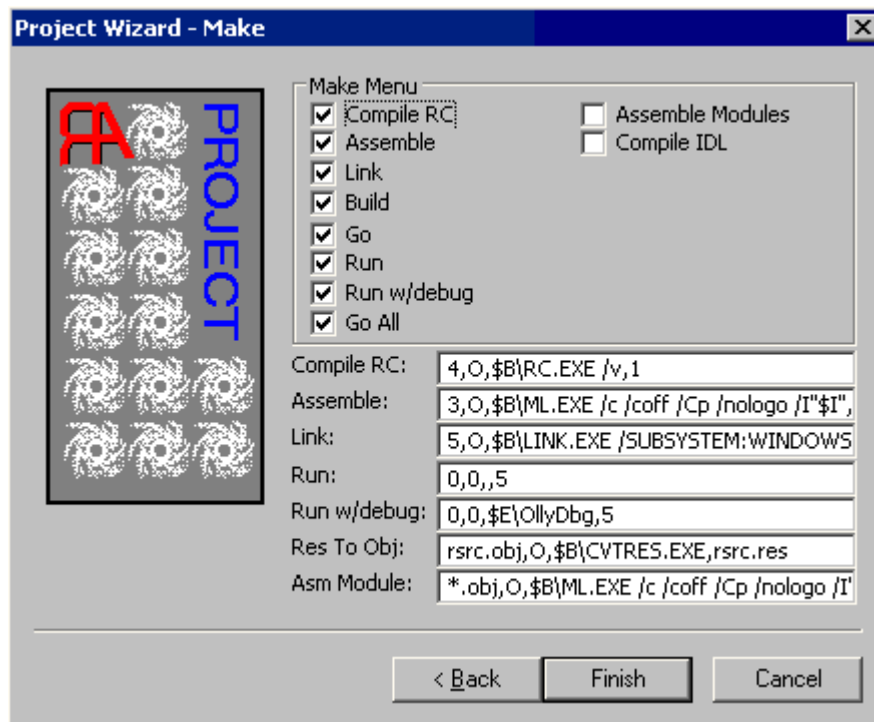 Project Wizard - Make
RA
PROJECT
Make Menu
Compile RC
Assemble
Link
Build
Go
Run
Run w/debug
Go All
Assemble Modules
Compile IDL
Compile RC: 4,O,$B\RC.EXE /v,1
Assemble: 3,O,$B\ML.EXE /c /coff /Cp /nologo /I"$I",
Link: 5,O,$B\LINK.EXE /SUBSYSTEM:WINDOWS
Run: 0,0,,5
Run w/debug: 0,0,$E\OllyDbg,5
Res To Obj: rsrc.obj,O,$B\CVTRES.EXE,rsrc.res
Asm Module: *.obj,O,$B\ML.EXE /c /coff /Cp /nologo /I'
< Back
Finish
Cancel